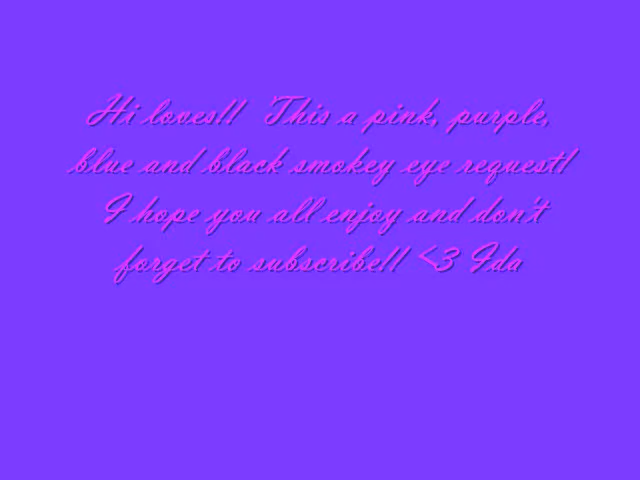 Hi loves!! This a pink, purple,
blue and black smokey eye request!
I hope you all enjoy and don't
forget to subscribe!! <3 Ida